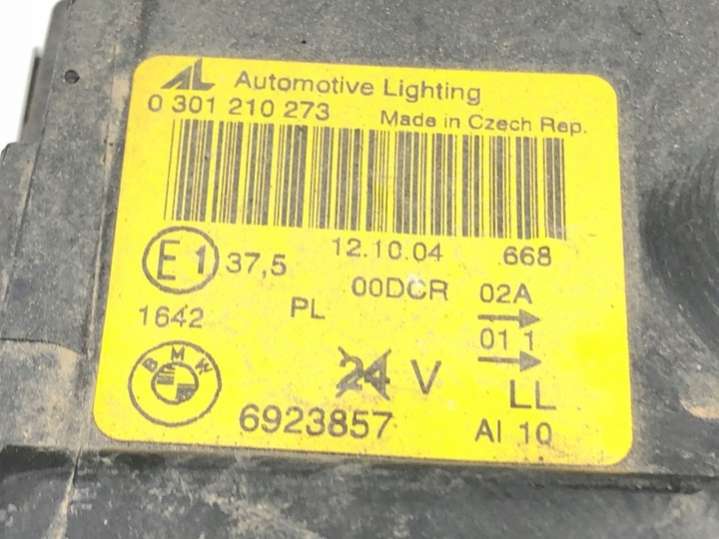 AL Automotive Lighting
0 301 210 273 Made in Czech Rep.
12.10.04 668
E1 37,5
00DCR 02A
1642 PL
01 1
BMW 24 V
LL
6923857 Al 10